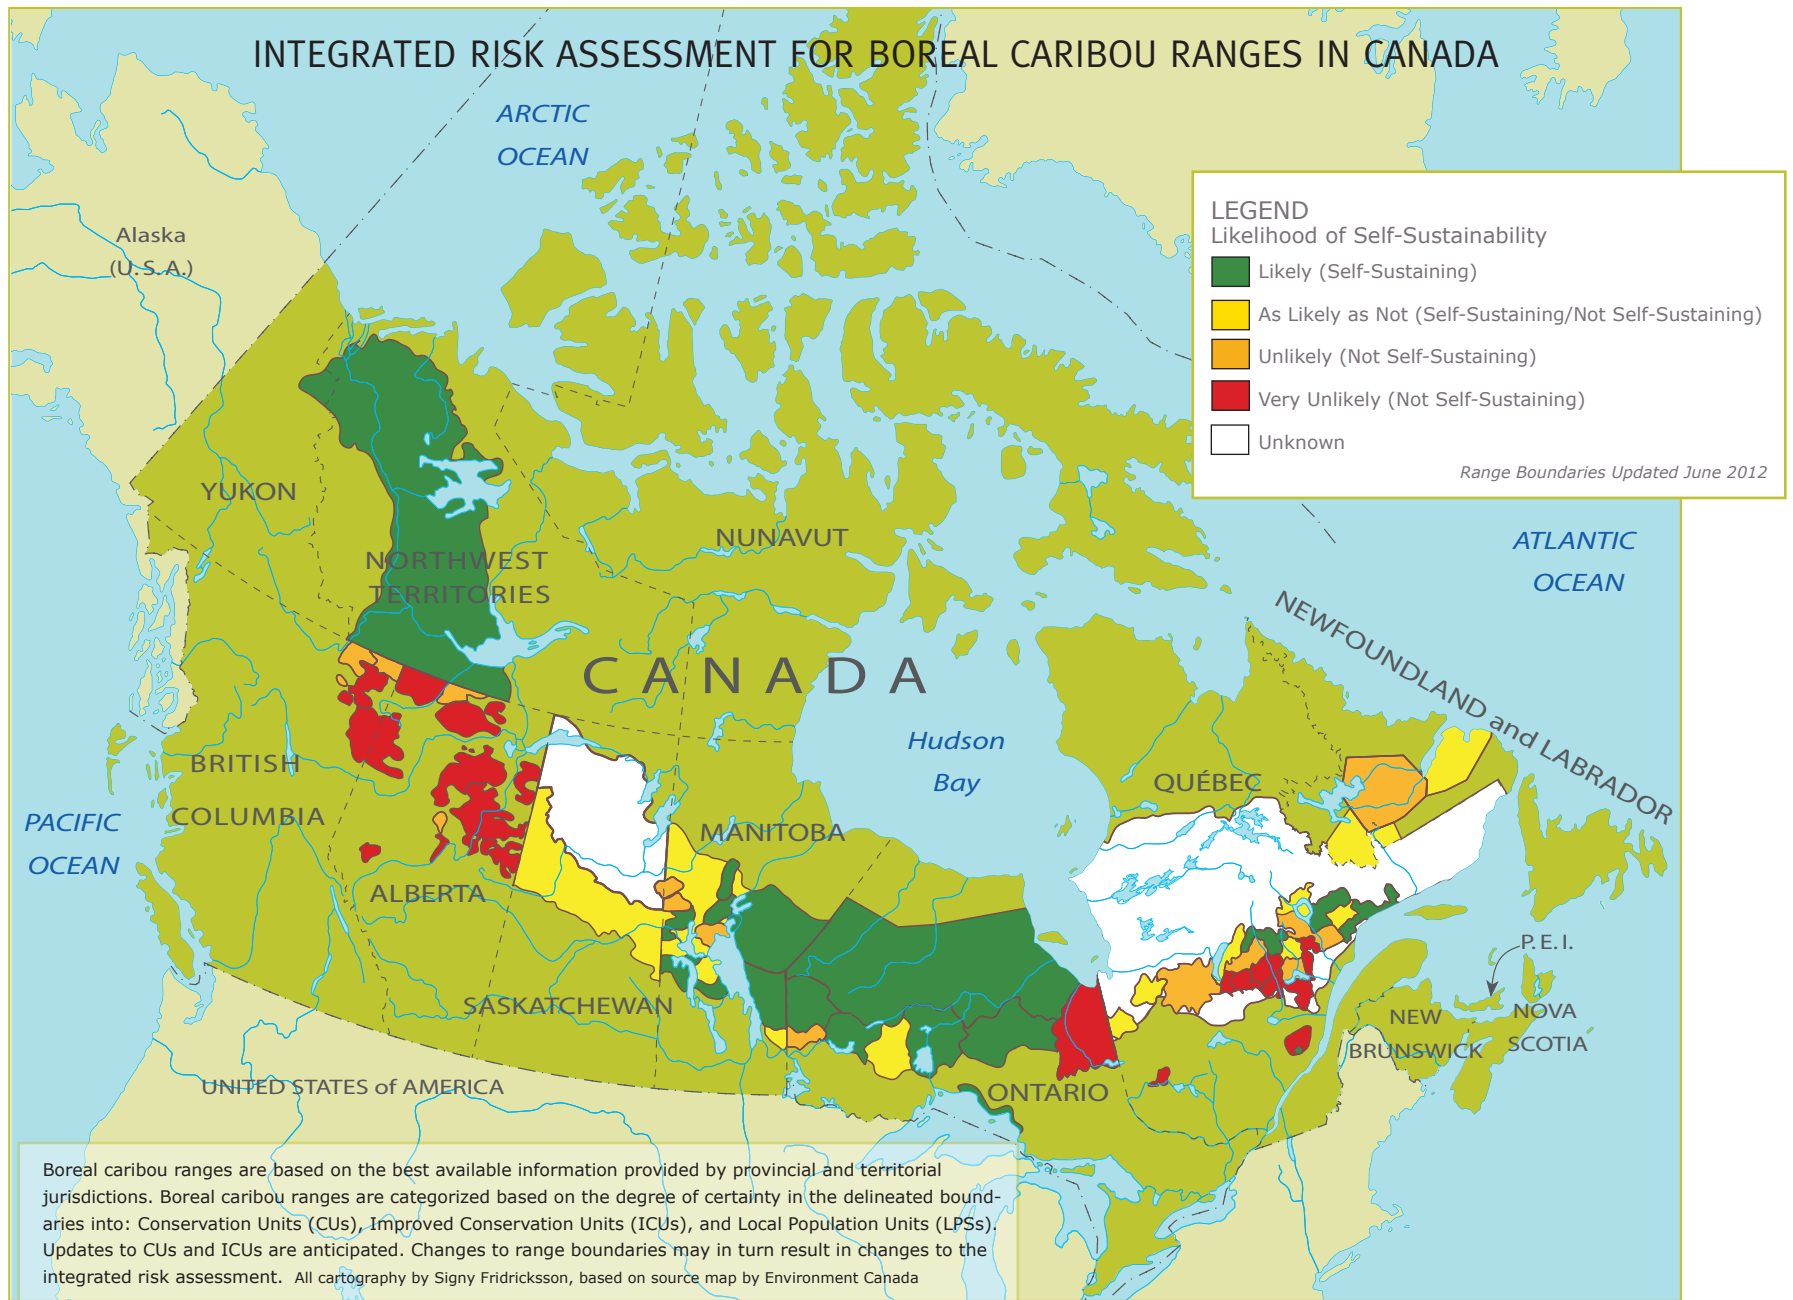 INTEGRATED RISK ASSESSMENT FOR BOREAL CARIBOU RANGES IN CANADA
ARCTIC
OCEAN
LEGEND
Likelihood of Self-Sustainability
Likely (Self-Sustaining)
As Likely as Not (Self-Sustaining/Not Self-Sustaining)
Unlikely (Not Self-Sustaining)
Very Unlikely (Not Self-Sustaining)
Unknown
Range Boundaries Updated June 2012
Alaska
(U.S.A.)
YUKON
NORTHWEST
TERRITORIES
NUNAVUT
ATLANTIC
OCEAN
NEWFOUNDLAND and LABRADOR
CANADA
Hudson
Bay
QUÉBEC
BRITISH
COLUMBIA
PACIFIC
OCEAN
ALBERTA
MANITOBA
SASKATCHEWAN
ONTARIO
P.E.I.
NEW
BRUNSWICK
NOVA
SCOTIA
UNITED STATES of AMERICA
Boreal caribou ranges are based on the best available information provided by provincial and territorial
jurisdictions. Boreal caribou ranges are categorized based on the degree of certainty in the delineated bound-
aries into: Conservation Units (CUs), Improved Conservation Units (ICUs), and Local Population Units (LPSs).
Updates to CUs and ICUs are anticipated. Changes to range boundaries may in turn result in changes to the
integrated risk assessment. All cartography by Signy Fridricksson, based on source map by Environment Canada